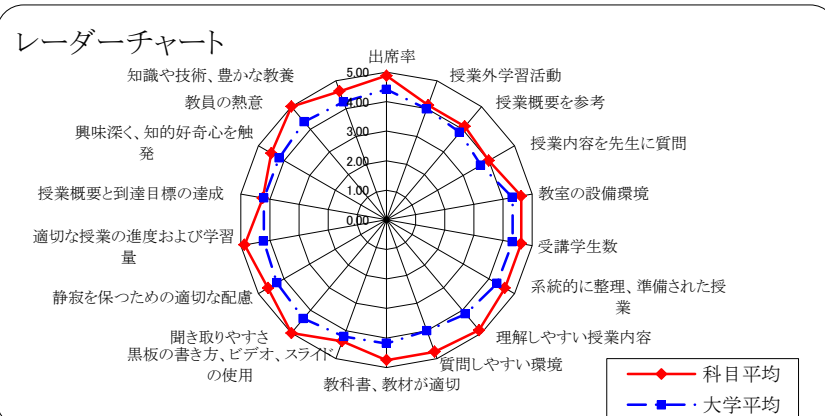 レーダーチャート
出席率
授業外学習活動
授業概要を参考
授業内容を先生に質問
教室の設備環境
受講学生数
系統的に整理、準備された授
業
理解しやすい授業内容
質問しやすい環境
教科書、教材が適切
黒板の書き方、ビデオ、スライド
の使用
聞き取りやすさ
静寂を保つための適切な配慮
適切な授業の進度および学習
量
授業概要と到達目標の達成
興味深く、知的好奇心を触
発
教員の熱意
知識や技術、豊かな教養
5.00
4.00
3.00
2.00
1.00
0.00
科目平均
大学平均